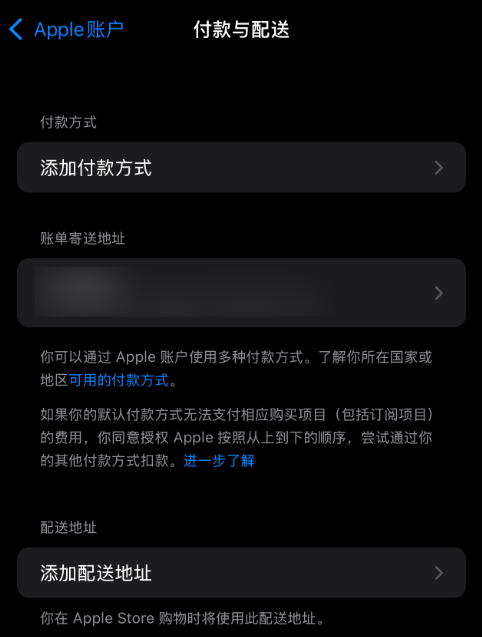 Apple账户
付款与配送
付款方式
添加付款方式
账单寄送地址
你可以通过 Apple 账户使用多种付款方式。了解你所在国家或
地区可用的付款方式。
如果你的默认付款方式无法支付相应购买项目（包括订阅项目）
的费用，你同意授权 Apple 按照从上到下的顺序，尝试通过你
的其他付款方式扣款。进一步了解
配送地址
添加配送地址
你在 Apple Store 购物时将使用此配送地址。